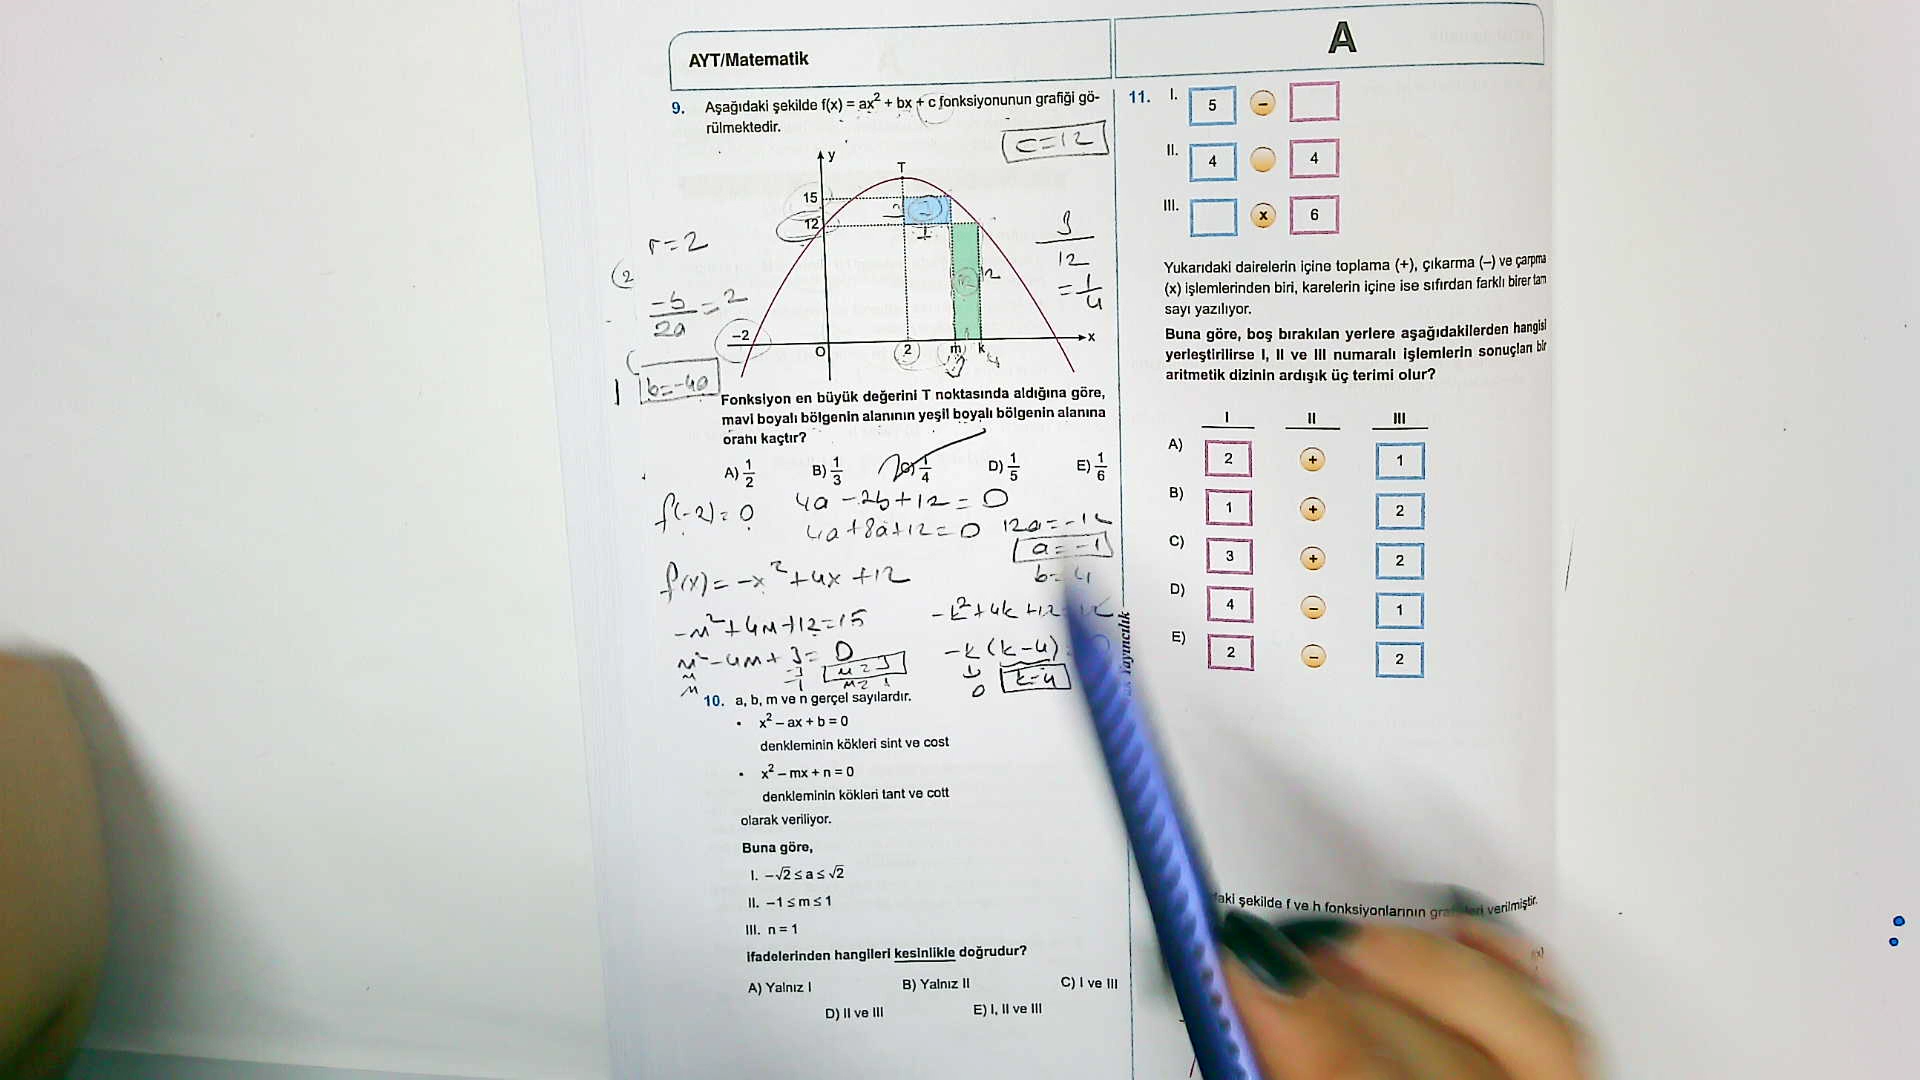 AYT/Matematik
A
9. Aşağıdaki şekilde f(x) = ax² + bx + c fonksiyonunun grafiği gö-
rülmektedir.
c=12
y
T
15
12
-2
O
2
m
k
x
12
3
r=2
-b/2a = 2
b=-4a
3/12
=1/4
Fonksiyon en büyük değerini T noktasında aldığına göre,
mavi boyalı bölgenin alanının yeşil boyalı bölgenin alanına
oranı kaçtır?
A) 1/2 B) 1/3 C) 1/4 D) 1/5 E) 1/6
f(-2)=0 4a-2b+12=0
4a+8a+12=0 12a=-12
a=-1
b=4
f(x)=-x²+4x+12
-m²+4m+12=15
m²-4m+3=0
m -3
m -1
m=3
m=1
-k²+4k+12=12
-k(k-4)=0
0
k=4
10. a, b, m ve n gerçel sayılardır.
• x² – ax + b = 0
denkleminin kökleri sint ve cost
• x² – mx + n = 0
denkleminin kökleri tant ve cott
olarak veriliyor.
Buna göre,
I. –√2 ≤ a ≤ √2
II. –1 ≤ m ≤ 1
III. n = 1
ifadelerinden hangileri kesinlikle doğrudur?
A) Yalnız I B) Yalnız II C) I ve III
D) II ve III E) I, II ve III
Yayıncılık
11. I. 5 –
II. 4 4
III. x 6
Yukarıdaki dairelerin içine toplama (+), çıkarma (–) ve çarpma
(x) işlemlerinden biri, karelerin içine ise sıfırdan farklı birer tam
sayı yazılıyor.
Buna göre, boş bırakılan yerlere aşağıdakilerden hangisi
yerleştirilirse I, II ve III numaralı işlemlerin sonuçları bir
aritmetik dizinin ardışık üç terimi olur?
I II III
A) 2 + 1
B) 1 + 2
C) 3 + 2
D) 4 – 1
E) 2 – 2
şekilde f ve h fonksiyonlarının verilmiştir.